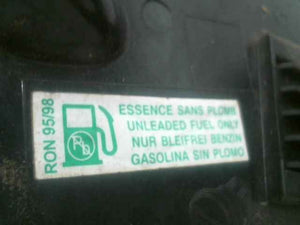 RON 95/98
ESSENCE SANS PLOMB
UNLEADED FUEL ONLY
NUR BLEIFREI BENZIN
GASOLINA SIN PLOMO